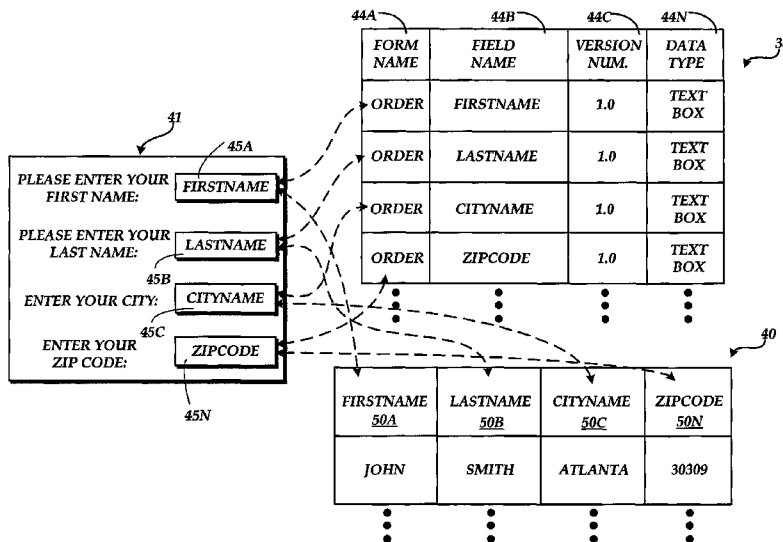 44A 44B 44C 44N
FORM NAME FIELD NAME VERSION NUM. DATA TYPE
3
ORDER FIRSTNAME 1.0 TEXT BOX
ORDER LASTNAME 1.0 TEXT BOX
ORDER CITYNAME 1.0 TEXT BOX
ORDER ZIPCODE 1.0 TEXT BOX
41
45A
PLEASE ENTER YOUR
FIRST NAME:
FIRSTNAME
PLEASE ENTER YOUR
LAST NAME:
LASTNAME
45B
ENTER YOUR CITY:
CITYNAME
45C
ENTER YOUR
ZIP CODE:
ZIPCODE
45N
40
FIRSTNAME LASTNAME CITYNAME ZIPCODE
50A 50B 50C 50N
JOHN SMITH ATLANTA 30309